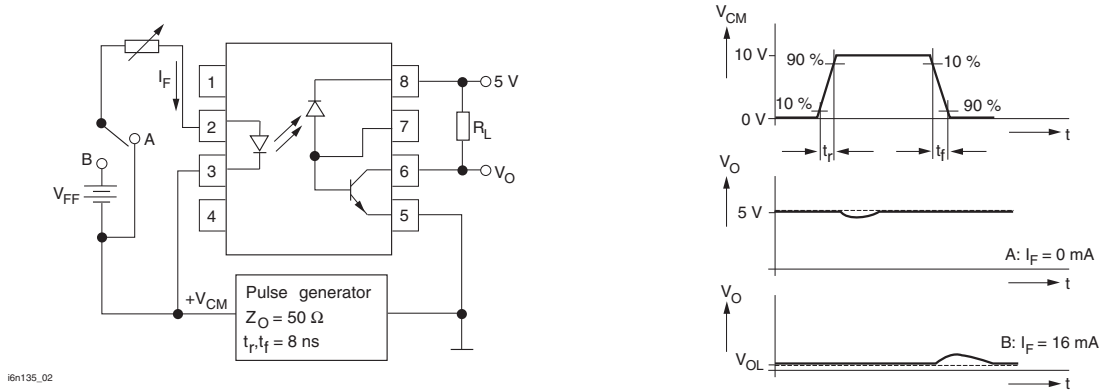 I_F
1
2
3
4
8
7
6
5
5 V
R_L
V_O
A
B
V_FF
+V_CM
Pulse generator
Z_O = 50 Ω
t_r,t_f = 8 ns
i6n135_02
V_CM
10 V
90 %
10 %
10 %
90 %
0 V
t
t_r
t_f
V_O
5 V
A: I_F = 0 mA
t
V_O
B: I_F = 16 mA
V_OL
t